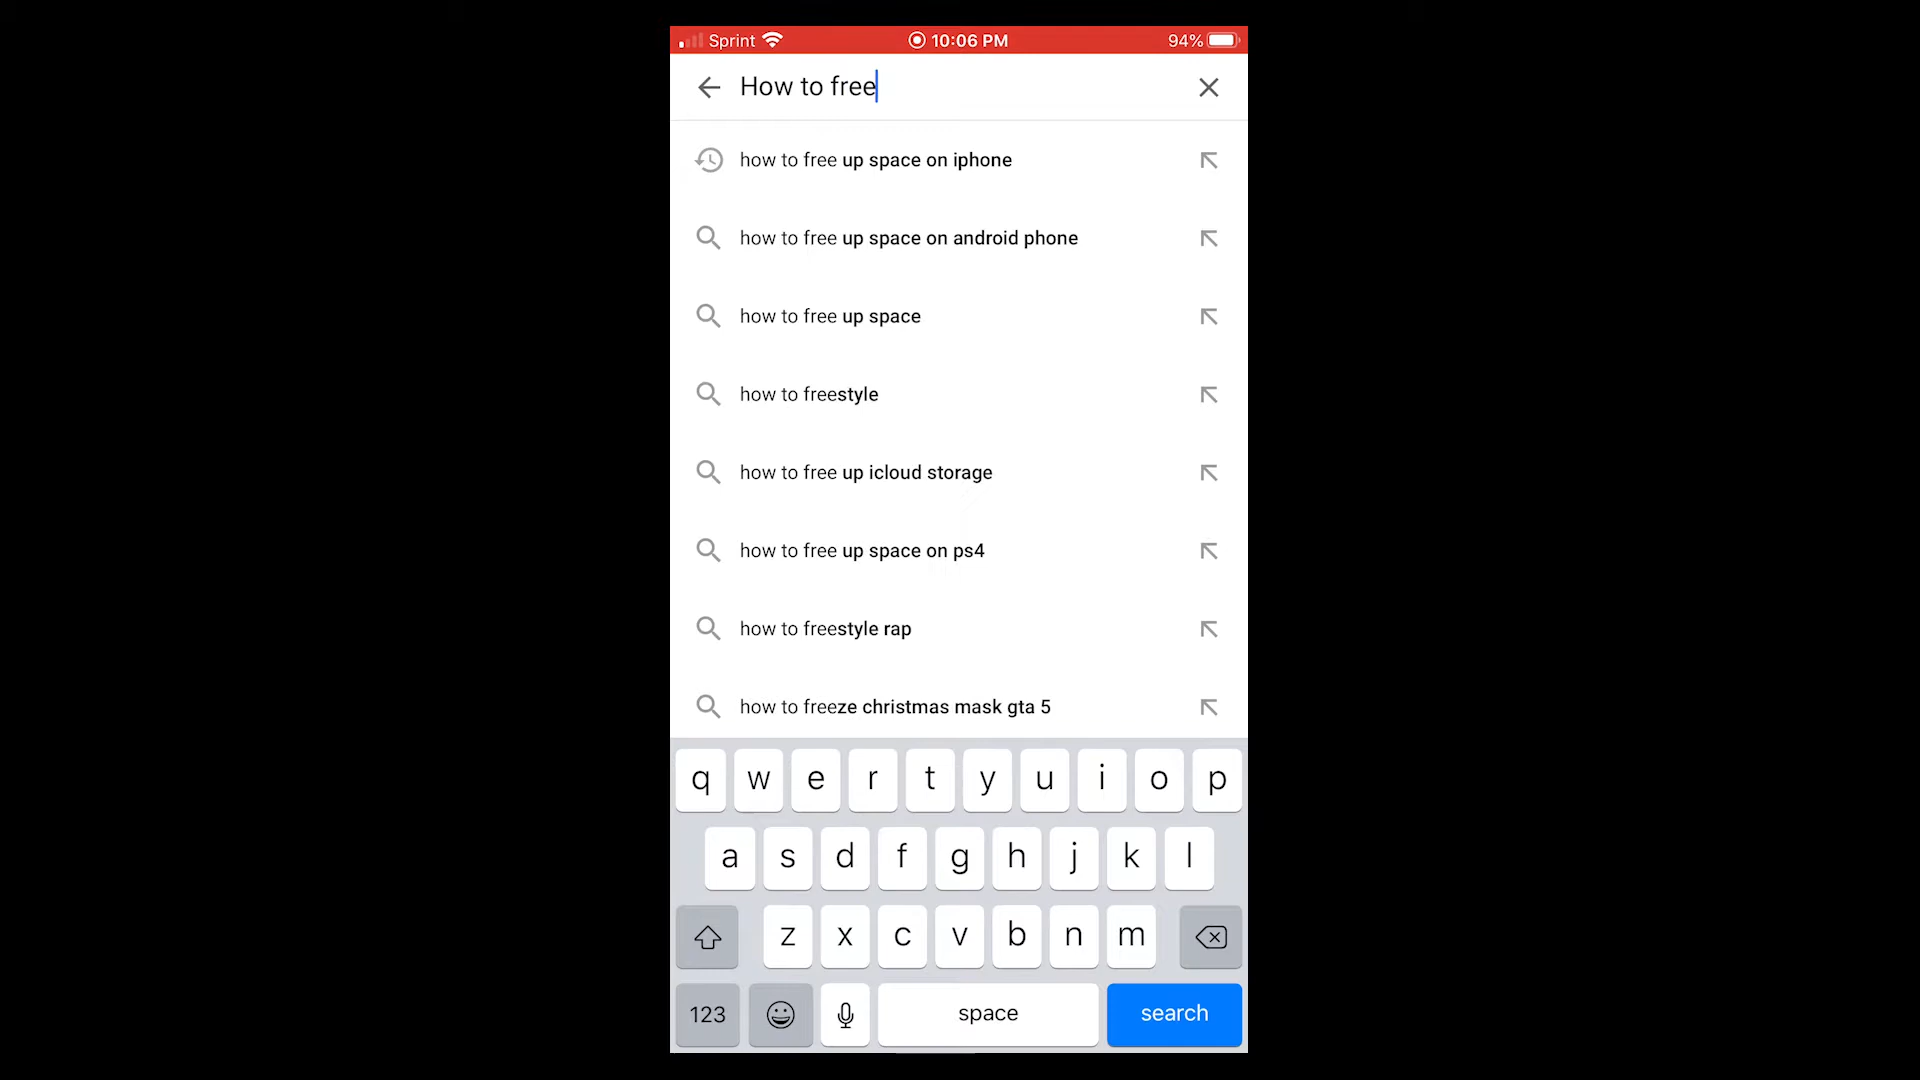 Sprint 10:06 PM 94%
How to free
how to free up space on iphone
how to free up space on android phone
how to free up space
how to freestyle
how to free up icloud storage
how to free up space on ps4
how to freestyle rap
how to freeze christmas mask gta 5
q w e r t y u i o p
a s d f g h j k l
z x c v b n m
123 space search